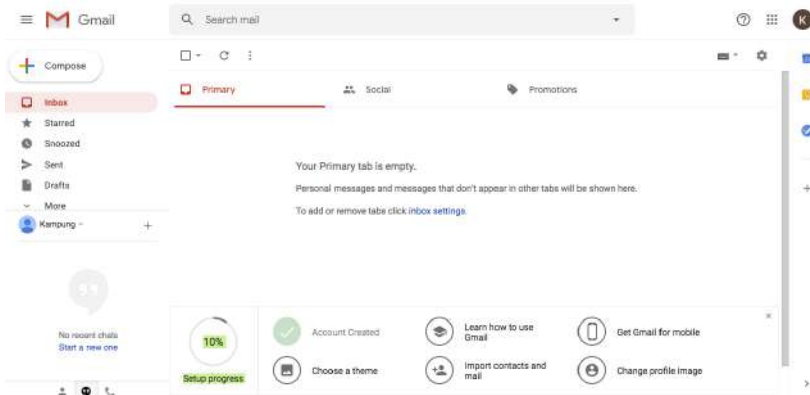 Gmail
Search mail
K
Compose
Primary
Social
Promotions
Inbox
Starred
Snoozed
Sent
Drafts
More
Kampung
Your Primary tab is empty.
Personal messages and messages that don't appear in other tabs will be shown here.
To add or remove tabs click inbox settings.
No recent chats
Start a new one
10%
Setup progress
Account Created
Learn how to use
Gmail
Get Gmail for mobile
Choose a theme
Import contacts and
mail
Change profile image